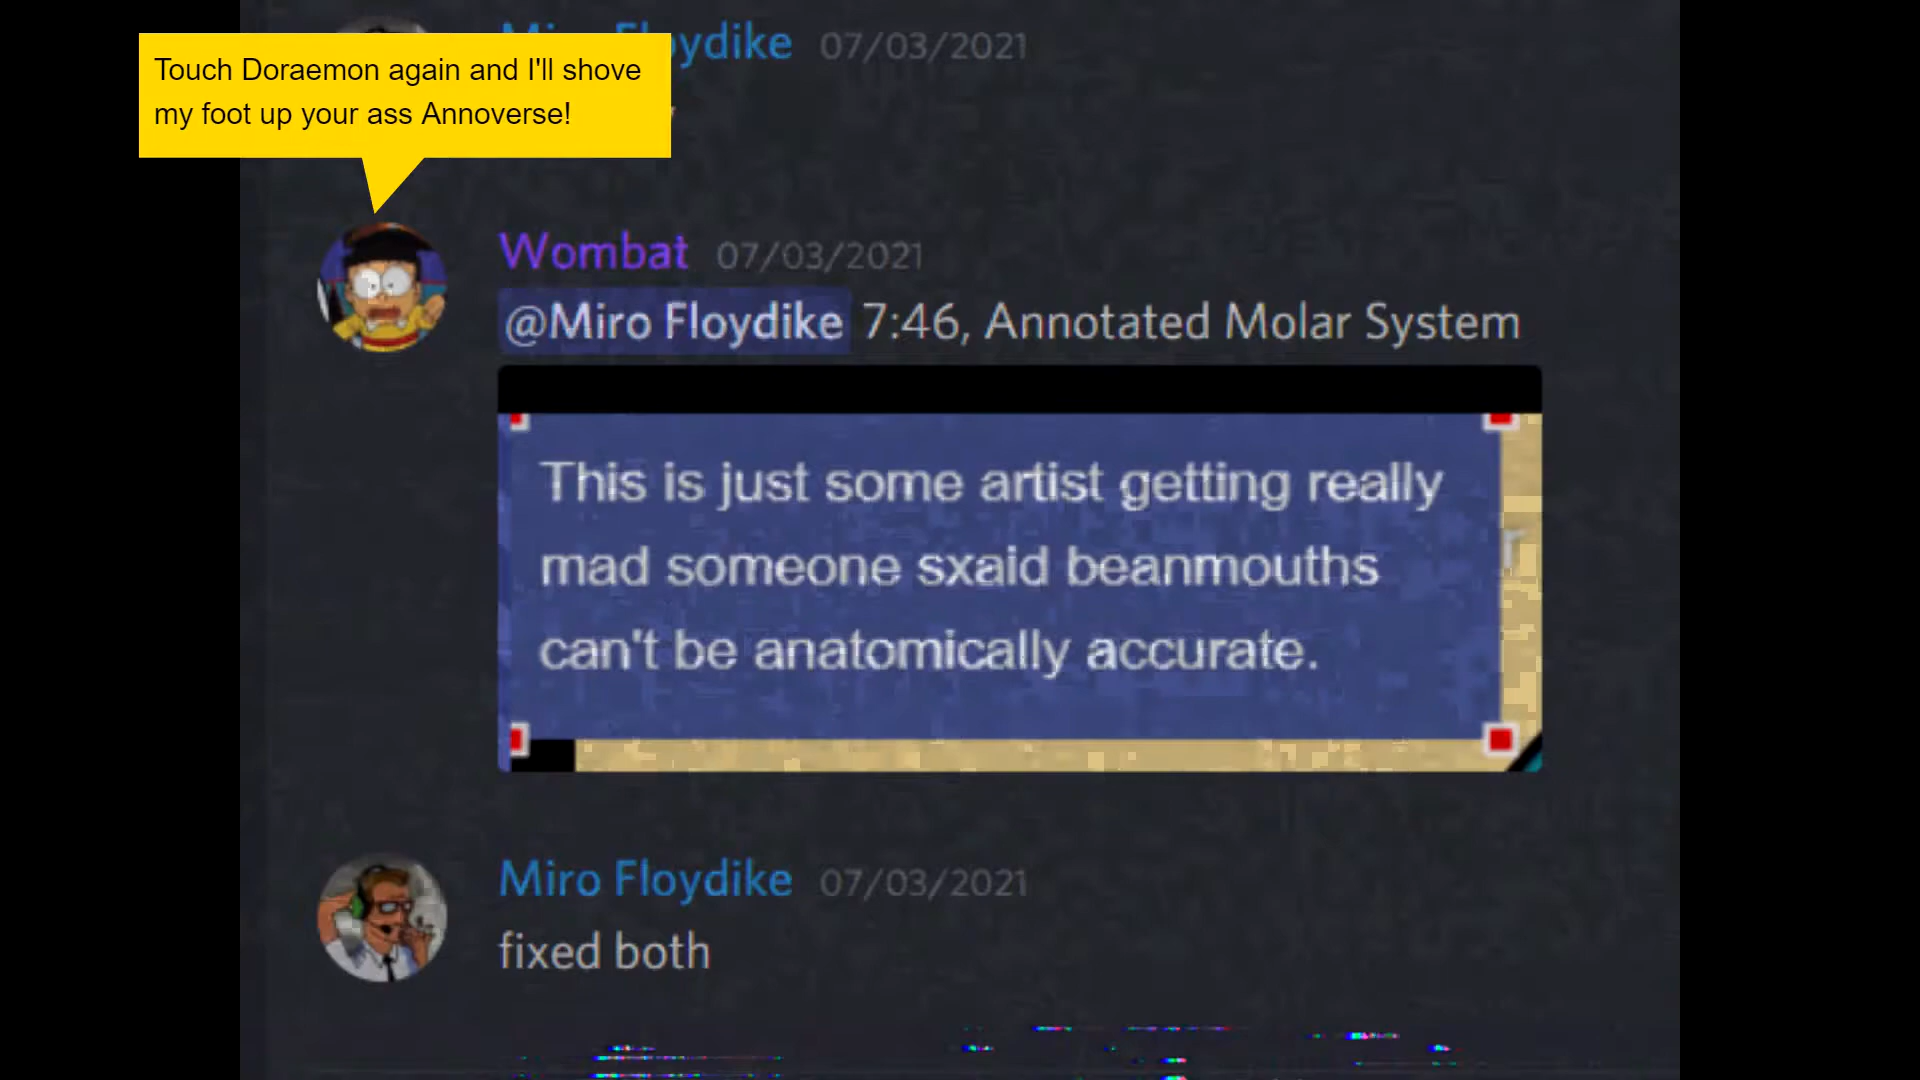 Miro Floydike 07/03/2021
Touch Doraemon again and I'll shove
my foot up your ass Annoverse!
Wombat 07/03/2021
@Miro Floydike 7:46, Annotated Molar System
This is just some artist getting really
mad someone sxaid beanmouths
can't be anatomically accurate.
Miro Floydike 07/03/2021
fixed both